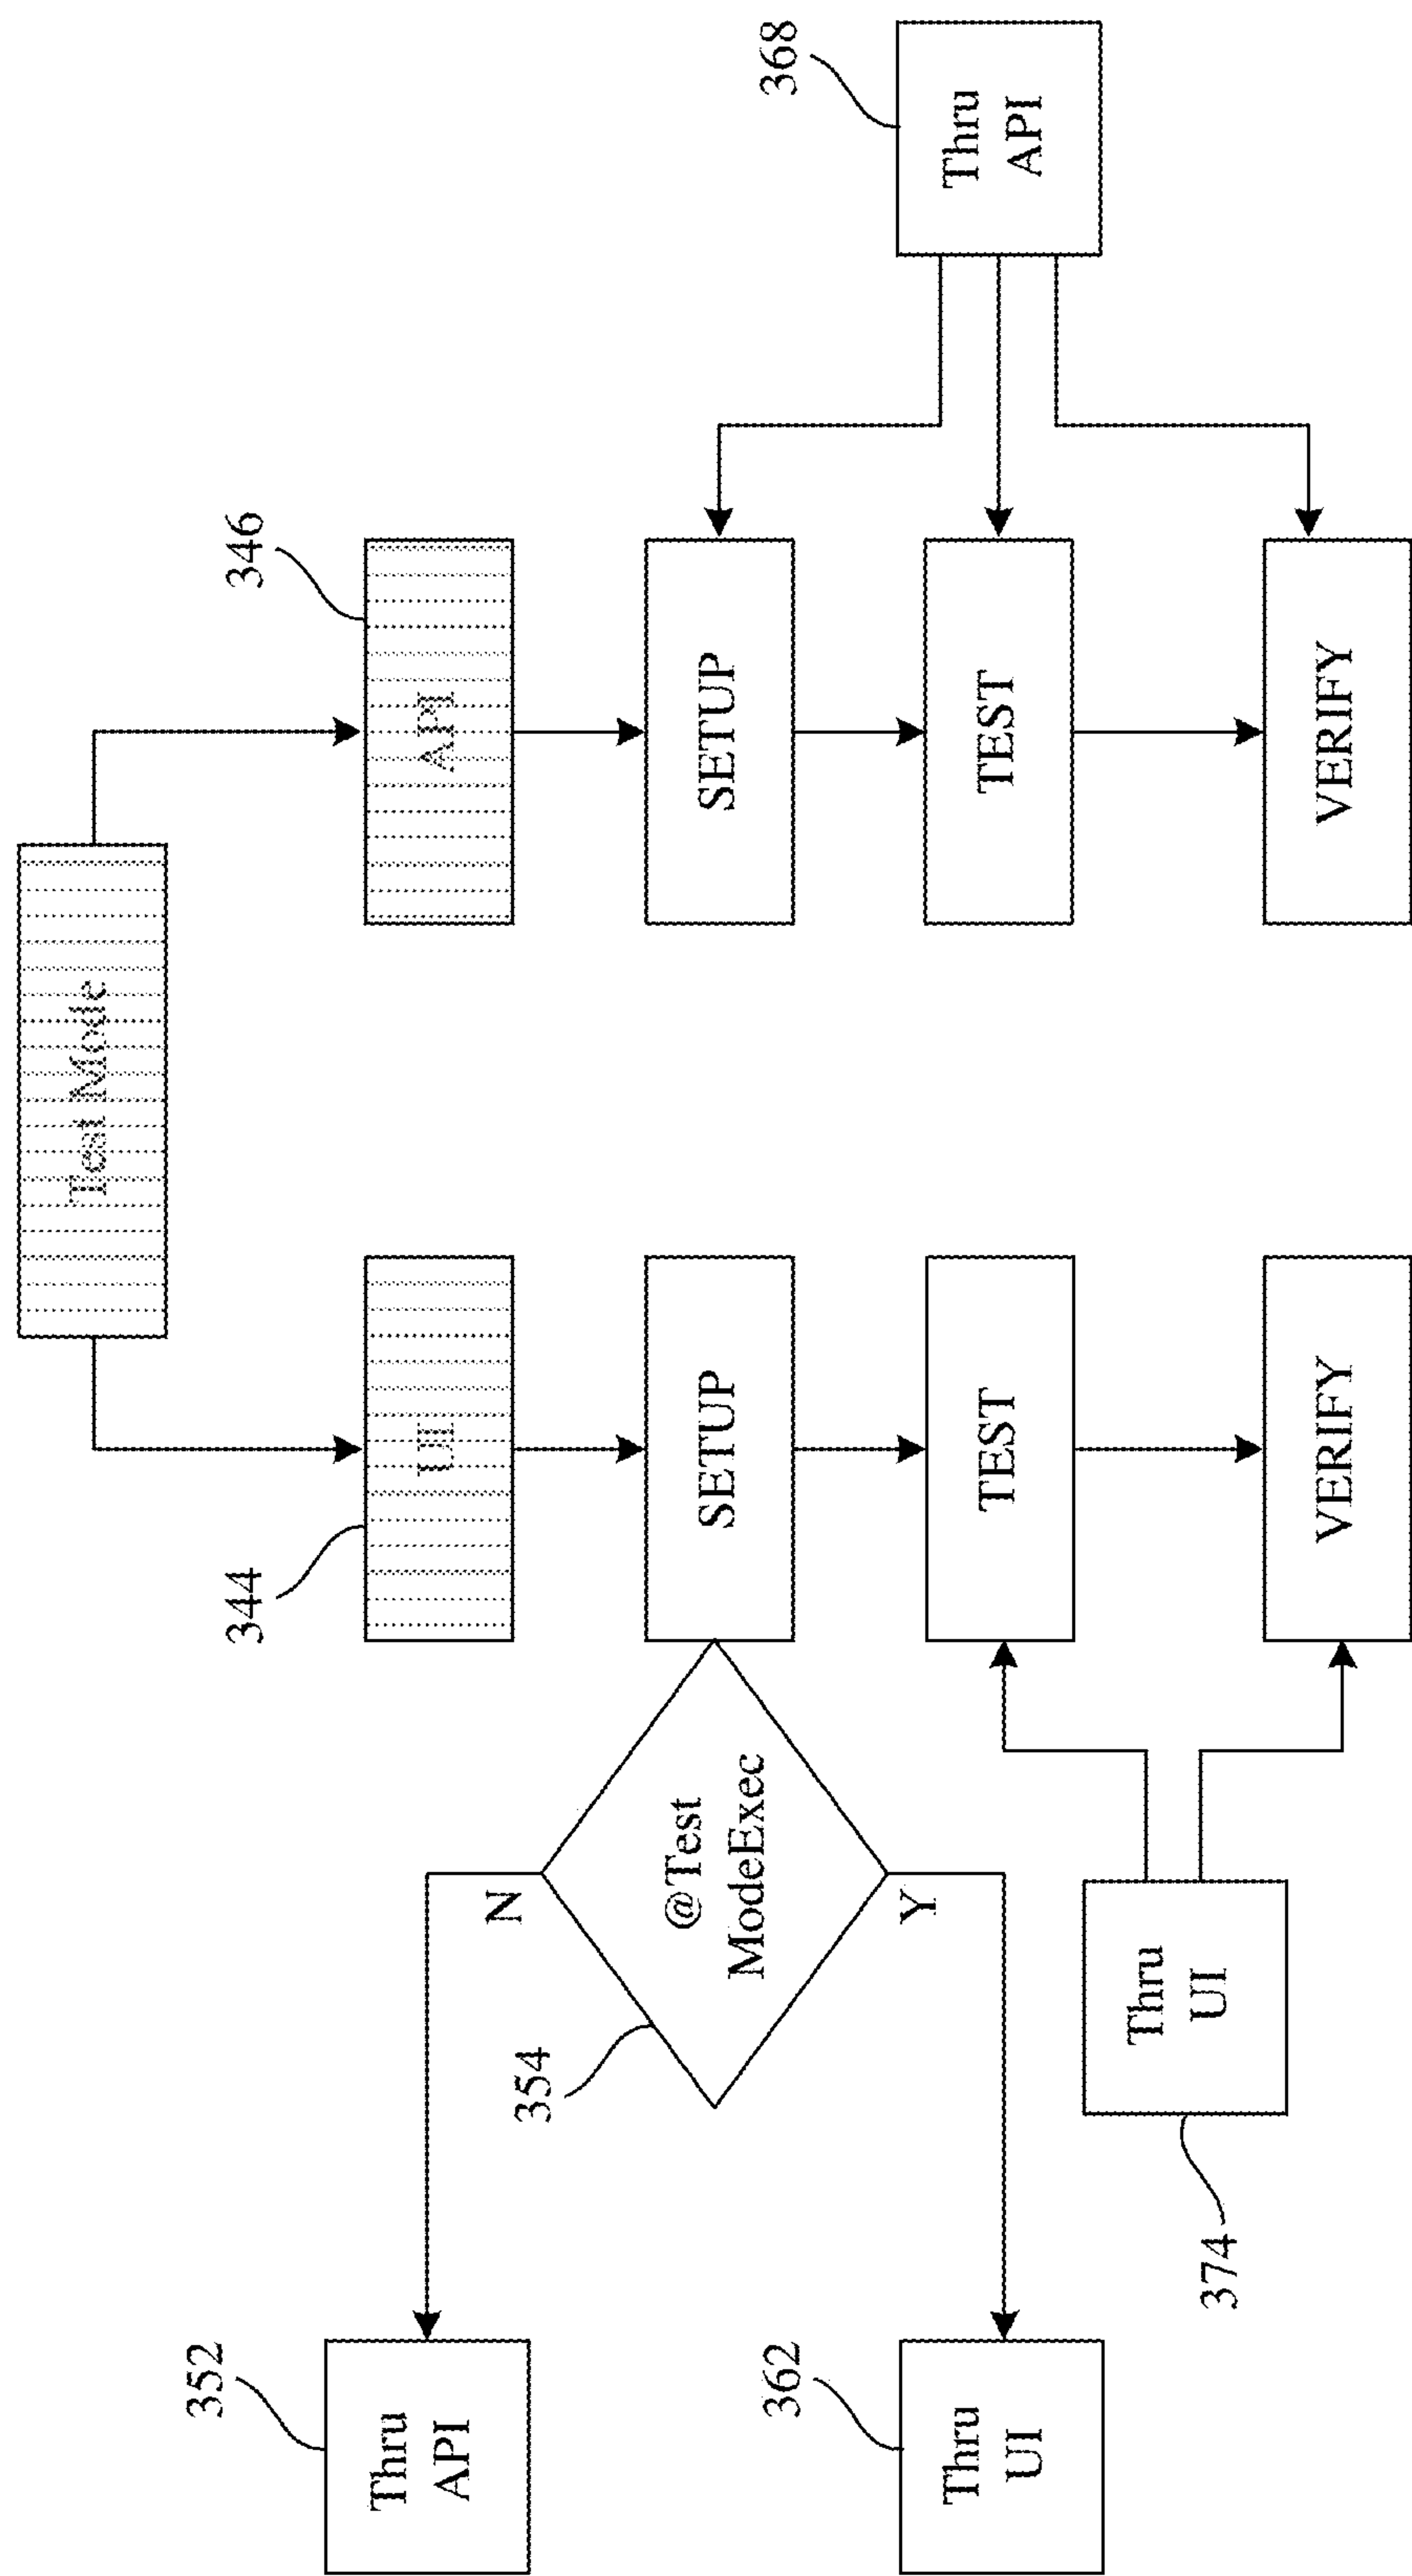 Test Mode
344
UI
346
API
352
Thru
API
354
@Test
ModeExec
N
Y
SETUP
SETUP
368
Thru
API
362
Thru
UI
TEST
TEST
374
Thru
UI
VERIFY
VERIFY